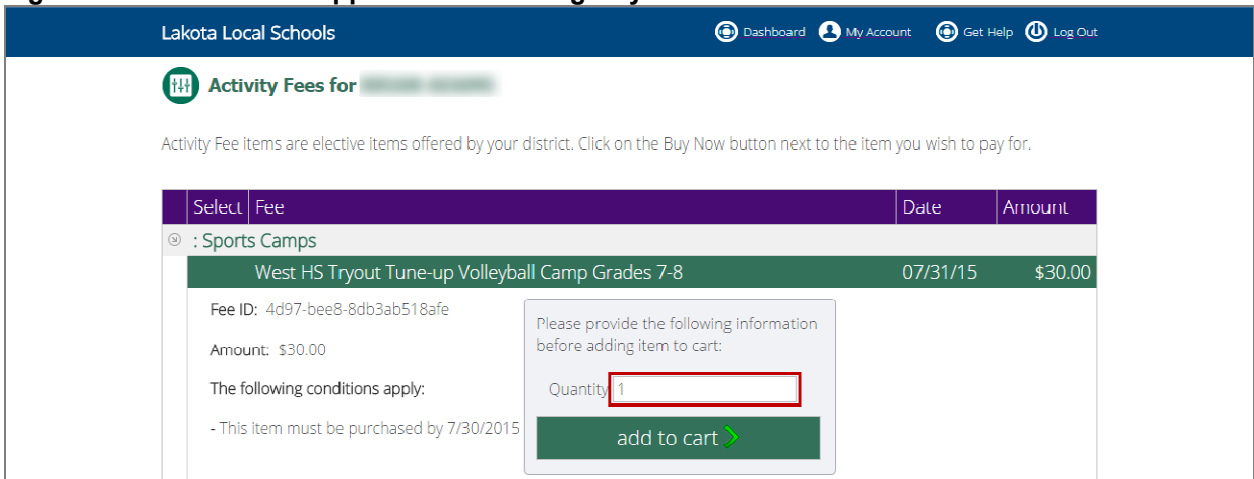 Lakota Local Schools Dashboard My Account Get Help Log Out
Activity Fees for
Activity Fee items are elective items offered by your district. Click on the Buy Now button next to the item you wish to pay for.
Select Fee Date Amount
: Sports Camps
West HS Tryout Tune-up Volleyball Camp Grades 7-8 07/31/15 $30.00
Fee ID: 4d97-bee8-8db3ab518afe
Amount: $30.00
The following conditions apply:
- This item must be purchased by 7/30/2015
Please provide the following information
before adding item to cart:
Quantity 1
add to cart